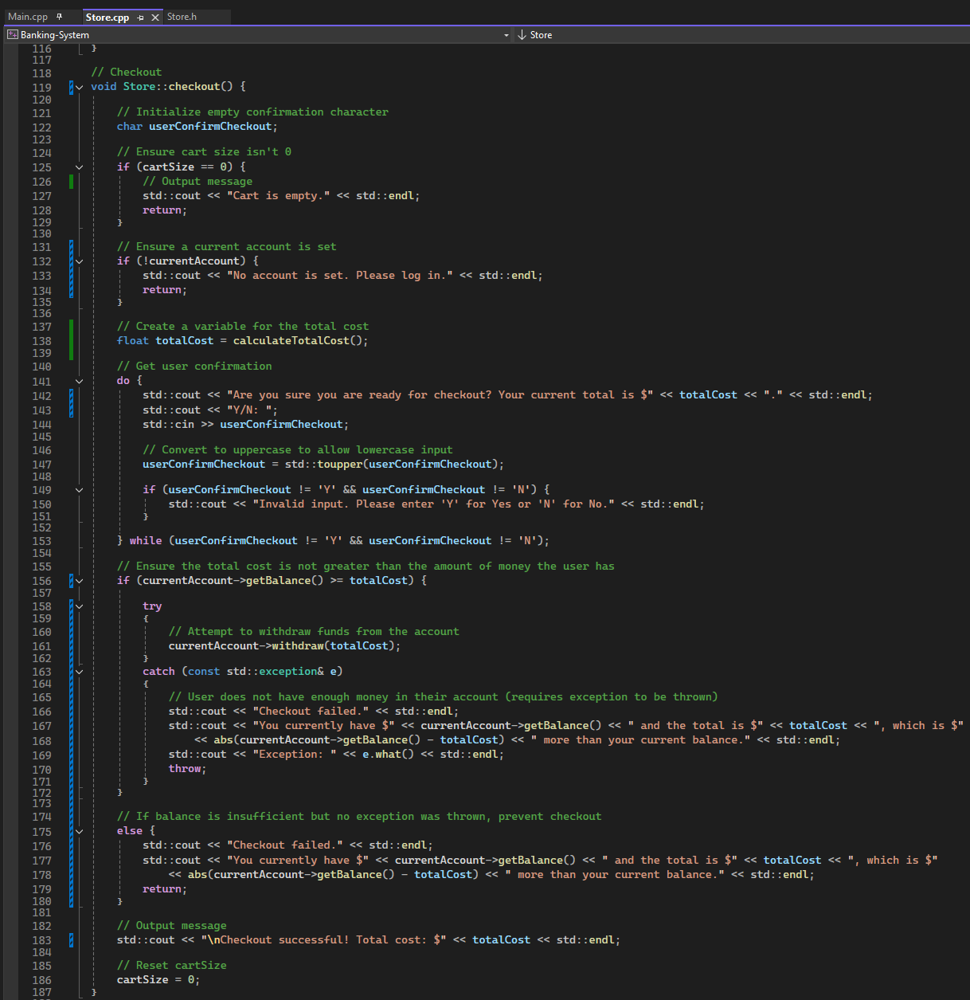 Main.cpp Store.cpp Store.h
Banking-System Store
116 }
117
118 // Checkout
119 void Store::checkout() {
120
121 // Initialize empty confirmation character
122 char userConfirmCheckout;
123
124 // Ensure cart size isn't 0
125 if (cartSize == 0) {
126 // Output message
127 std::cout << "Cart is empty." << std::endl;
128 return;
129 }
130
131 // Ensure a current account is set
132 if (!currentAccount) {
133 std::cout << "No account is set. Please log in." << std::endl;
134 return;
135 }
136
137 // Create a variable for the total cost
138 float totalCost = calculateTotalCost();
139
140 // Get user confirmation
141 do {
142 std::cout << "Are you sure you are ready for checkout? Your current total is $" << totalCost << "." << std::endl;
143 std::cout << "Y/N: ";
144 std::cin >> userConfirmCheckout;
145
146 // Convert to uppercase to allow lowercase input
147 userConfirmCheckout = std::toupper(userConfirmCheckout);
148
149 if (userConfirmCheckout != 'Y' && userConfirmCheckout != 'N') {
150 std::cout << "Invalid input. Please enter 'Y' for Yes or 'N' for No." << std::endl;
151 }
152
153 } while (userConfirmCheckout != 'Y' && userConfirmCheckout != 'N');
154
155 // Ensure the total cost is not greater than the amount of money the user has
156 if (currentAccount->getBalance() >= totalCost) {
157
158 try
159 {
160 // Attempt to withdraw funds from the account
161 currentAccount->withdraw(totalCost);
162 }
163 catch (const std::exception& e)
164 {
165 // User does not have enough money in their account (requires exception to be thrown)
166 std::cout << "Checkout failed." << std::endl;
167 std::cout << "You currently have $" << currentAccount->getBalance() << " and the total is $" << totalCost << ", which is $"
168 << abs(currentAccount->getBalance() - totalCost) << " more than your current balance." << std::endl;
169 std::cout << "Exception: " << e.what() << std::endl;
170 throw;
171 }
172 }
173
174 // If balance is insufficient but no exception was thrown, prevent checkout
175 else {
176 std::cout << "Checkout failed." << std::endl;
177 std::cout << "You currently have $" << currentAccount->getBalance() << " and the total is $" << totalCost << ", which is $"
178 << abs(currentAccount->getBalance() - totalCost) << " more than your current balance." << std::endl;
179 return;
180 }
181
182 // Output message
183 std::cout << "\nCheckout successful! Total cost: $" << totalCost << std::endl;
184
185 // Reset cartSize
186 cartSize = 0;
187 }